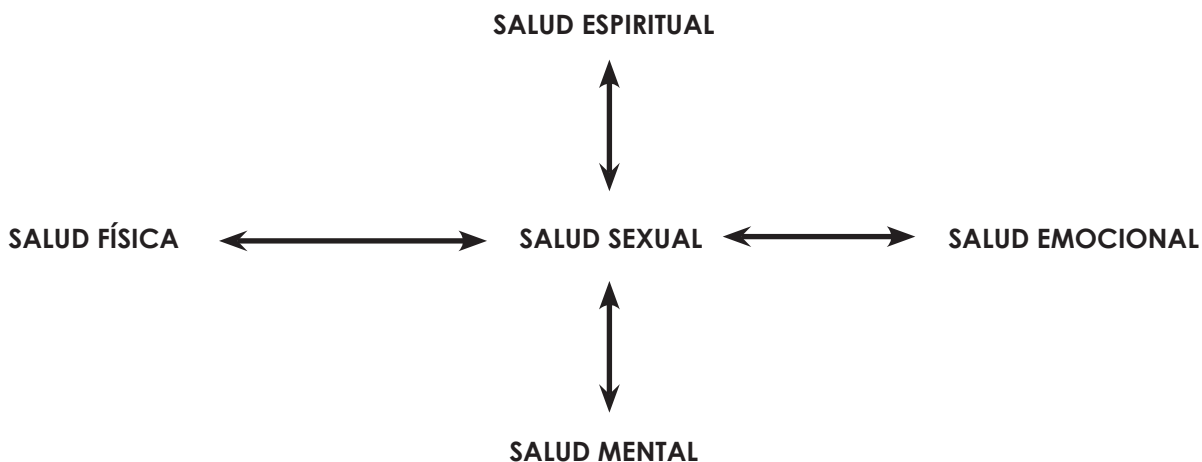 SALUD ESPIRITUAL
SALUD FÍSICA
SALUD SEXUAL
SALUD EMOCIONAL
SALUD MENTAL